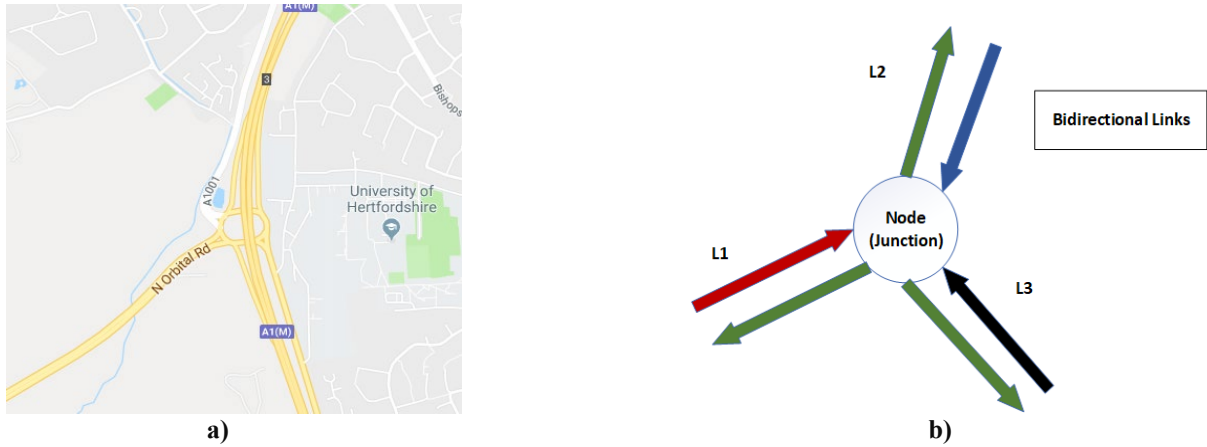 A1(M)
3
Bishops
A1001
University of
Hertfordshire
N Orbital Rd
A1(M)
a)
L2
Bidirectional Links
Node
(Junction)
L1
L3
b)